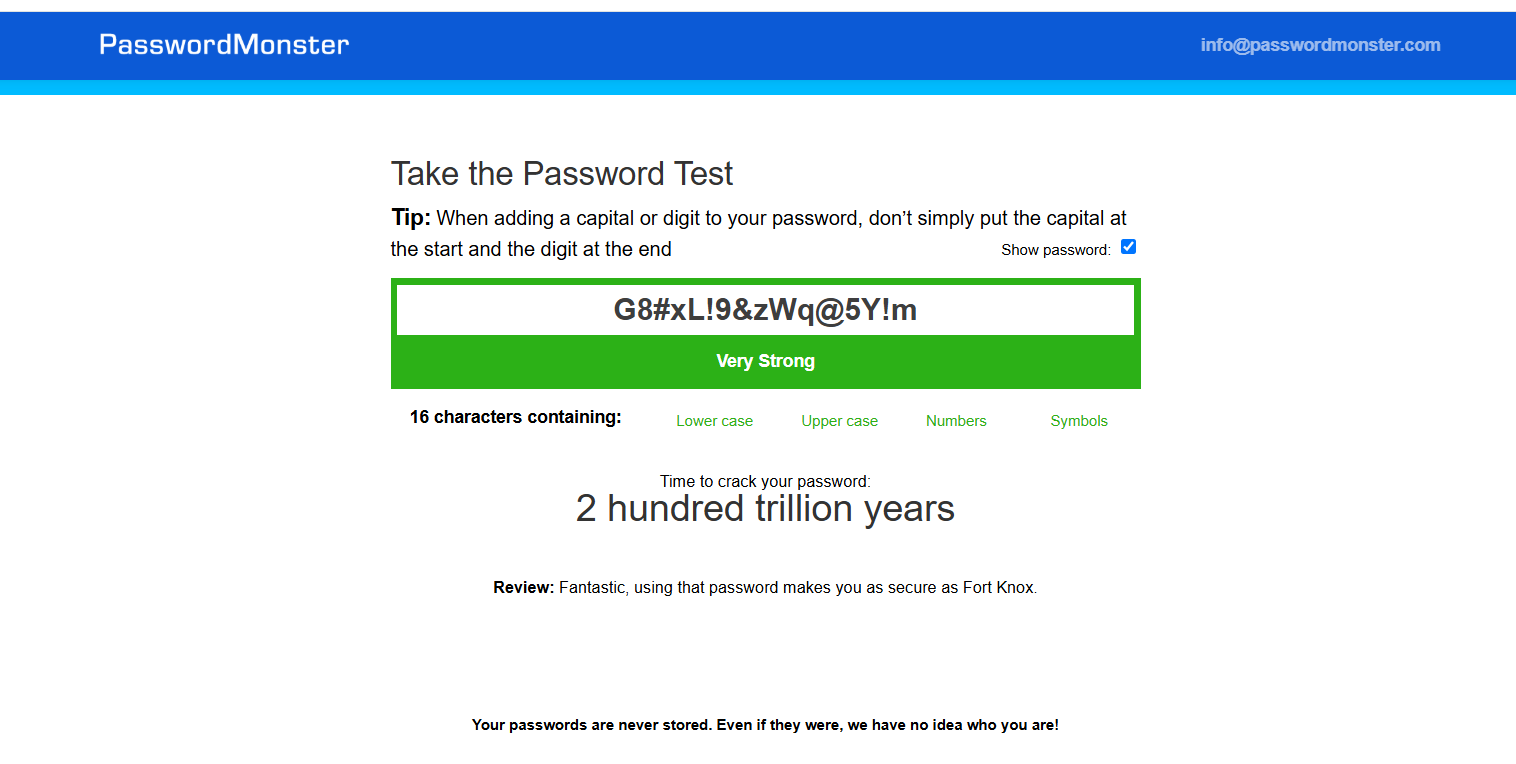 PasswordMonster
info@passwordmonster.com
Take the Password Test
Tip: When adding a capital or digit to your password, don’t simply put the capital at
the start and the digit at the end
Show password:
G8#xL!9&zWq@5Y!m
Very Strong
16 characters containing:
Lower case
Upper case
Numbers
Symbols
Time to crack your password:
2 hundred trillion years
Review: Fantastic, using that password makes you as secure as Fort Knox.
Your passwords are never stored. Even if they were, we have no idea who you are!